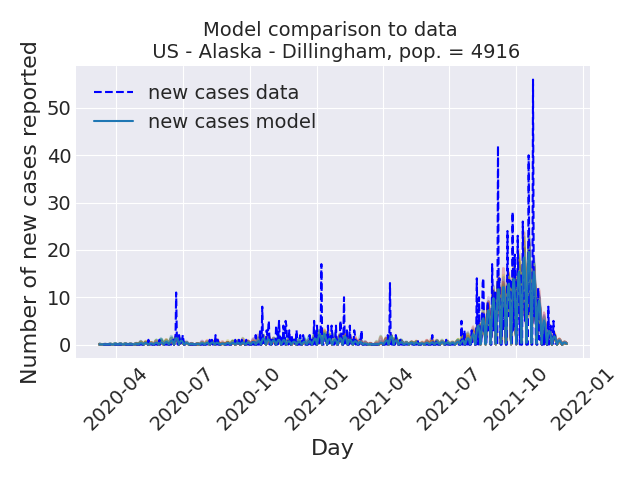 Model comparison to data
US - Alaska - Dillingham, pop. = 4916
Number of new cases reported
50
40
30
20
10
0
new cases data
new cases model
2020-04
2020-07
2020-10
2021-01
2021-04
2021-07
2021-10
2022-01
Day